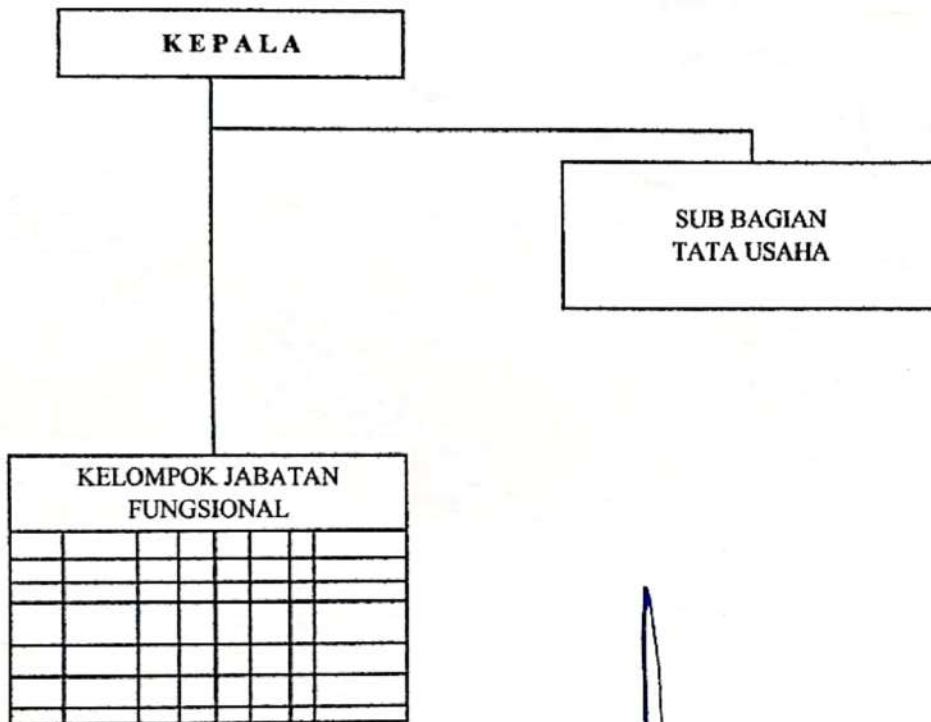 KEPALA
SUB BAGIAN
TATA USAHA
KELOMPOK JABATAN
FUNGSIONAL